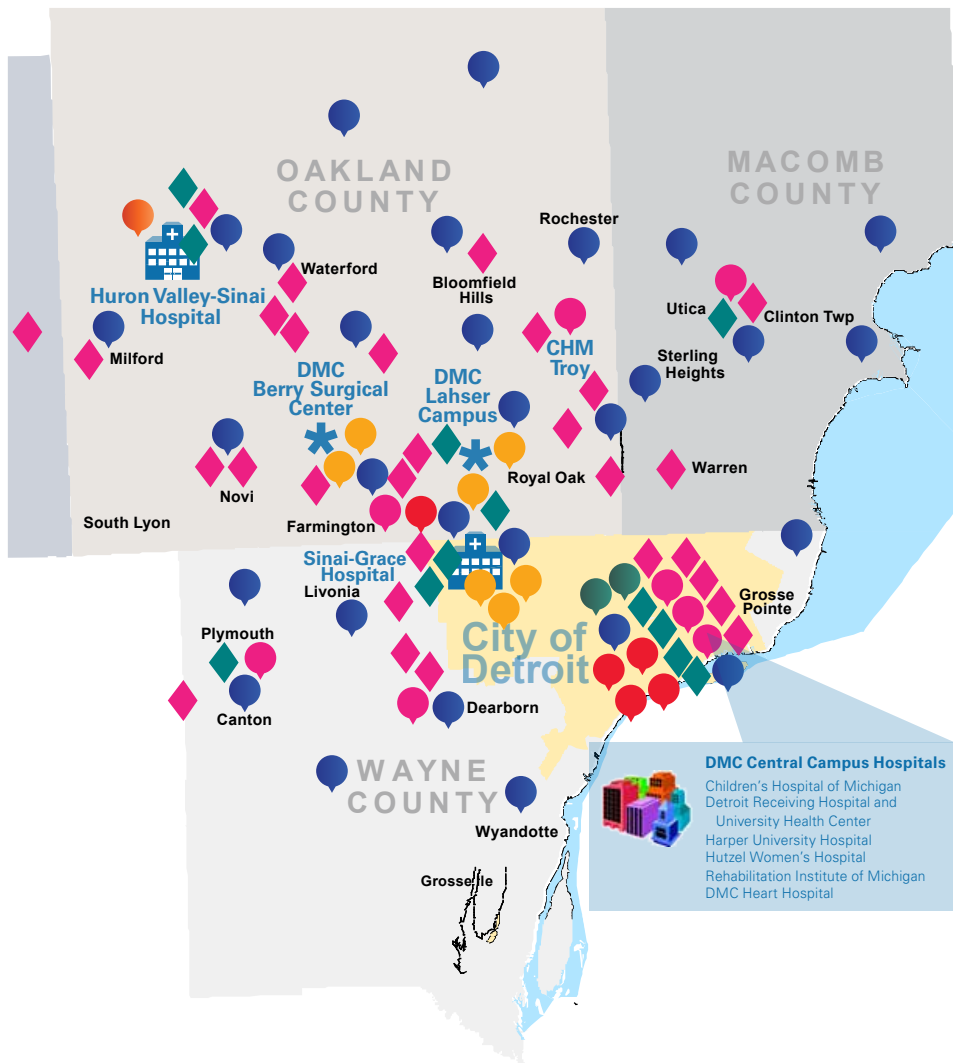 OAKLAND
COUNTY
MACOMB
COUNTY
Rochester
Waterford
Bloomfield
Hills
Huron Valley-Sinai
Hospital
Utica
Clinton Twp
Milford
CHM
Troy
Sterling
Heights
DMC
Berry Surgical
Center
DMC
Lahser
Campus
Royal Oak
Warren
Novi
South Lyon
Farmington
Sinai-Grace
Hospital
Livonia
Grosse
Pointe
Plymouth
City of
Detroit
Canton
Dearborn
WAYNE
COUNTY
Wyandotte
Grosse Ile
DMC Central Campus Hospitals
Children's Hospital of Michigan
Detroit Receiving Hospital and
University Health Center
Harper University Hospital
Hutzel Women's Hospital
Rehabilitation Institute of Michigan
DMC Heart Hospital